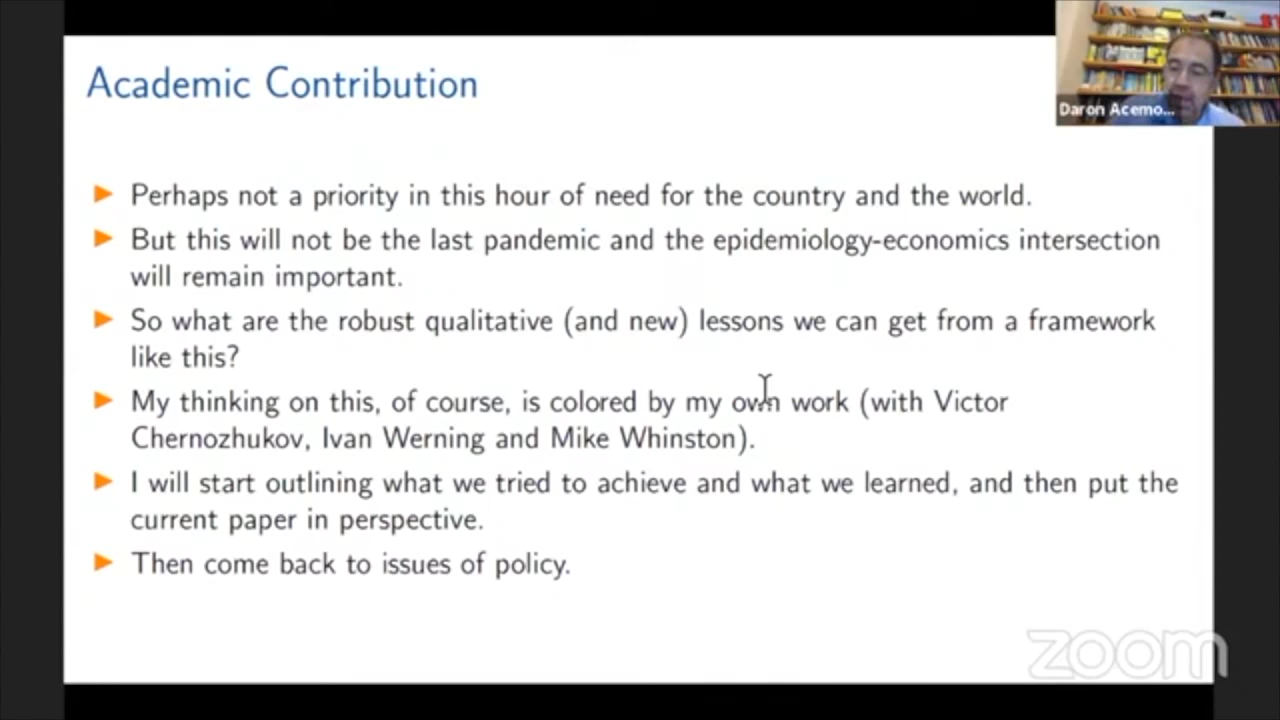 Academic Contribution
Daron Acemo...
Perhaps not a priority in this hour of need for the country and the world.
But this will not be the last pandemic and the epidemiology-economics intersection
will remain important.
So what are the robust qualitative (and new) lessons we can get from a framework
like this?
My thinking on this, of course, is colored by my own work (with Victor
Chernozhukov, Ivan Werning and Mike Whinston).
I will start outlining what we tried to achieve and what we learned, and then put the
current paper in perspective.
Then come back to issues of policy.
zoom